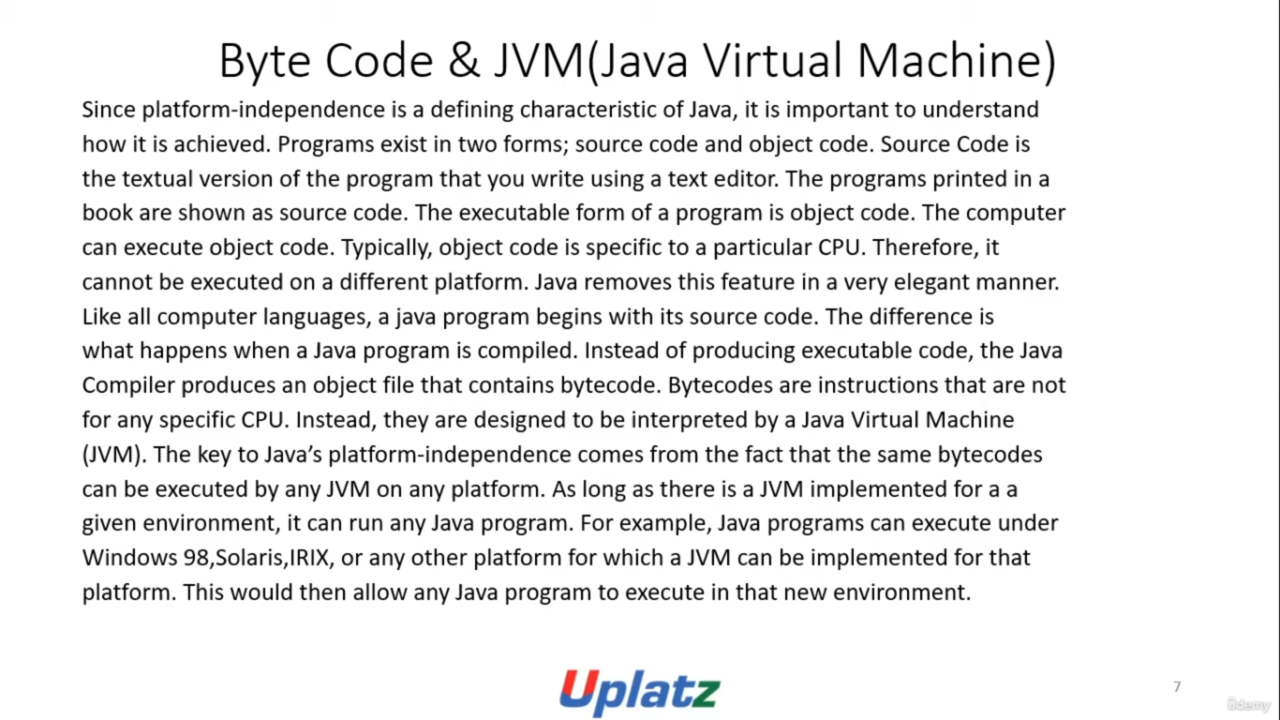 Byte Code & JVM(Java Virtual Machine)
Since platform-independence is a defining characteristic of Java, it is important to understand
how it is achieved. Programs exist in two forms; source code and object code. Source Code is
the textual version of the program that you write using a text editor. The programs printed in a
book are shown as source code. The executable form of a program is object code. The computer
can execute object code. Typically, object code is specific to a particular CPU. Therefore, it
cannot be executed on a different platform. Java removes this feature in a very elegant manner.
Like all computer languages, a java program begins with its source code. The difference is
what happens when a Java program is compiled. Instead of producing executable code, the Java
Compiler produces an object file that contains bytecode. Bytecodes are instructions that are not
for any specific CPU. Instead, they are designed to be interpreted by a Java Virtual Machine
(JVM). The key to Java’s platform-independence comes from the fact that the same bytecodes
can be executed by any JVM on any platform. As long as there is a JVM implemented for a a
given environment, it can run any Java program. For example, Java programs can execute under
Windows 98,Solaris,IRIX, or any other platform for which a JVM can be implemented for that
platform. This would then allow any Java program to execute in that new environment.
Uplatz
7
ûdemy